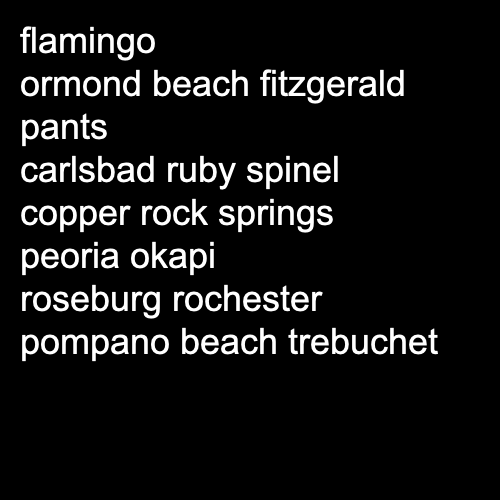 flamingo
ormond beach fitzgerald
pants
carlsbad ruby spinel
copper rock springs
peoria okapi
roseburg rochester
pompano beach trebuchet